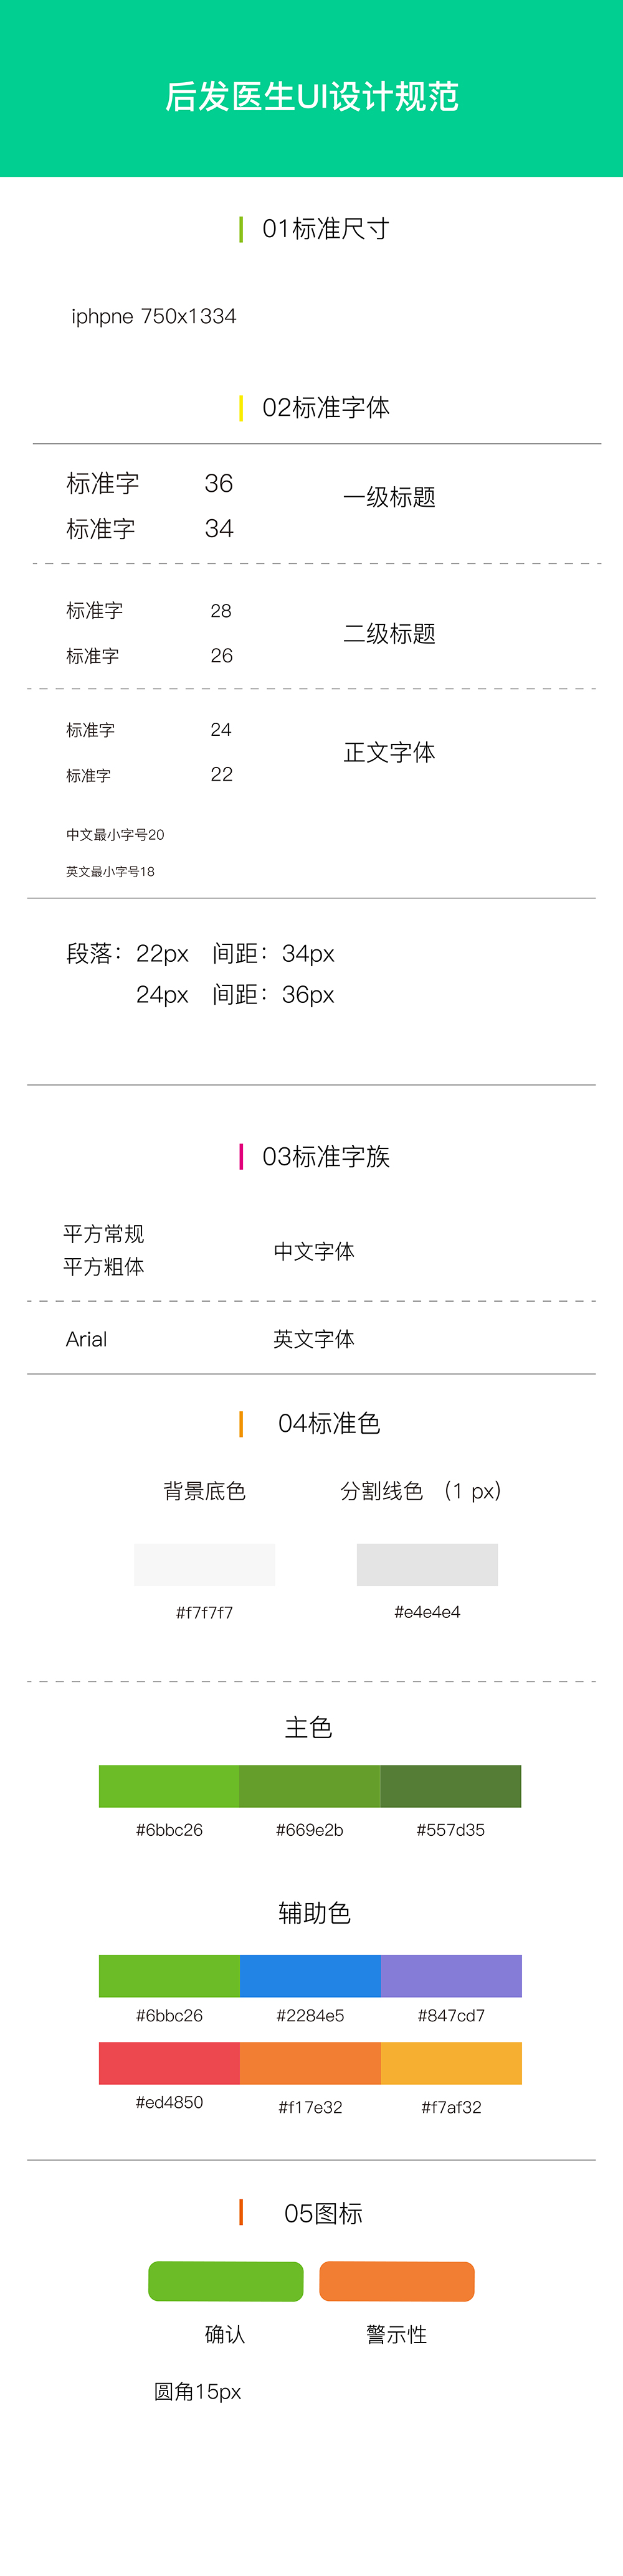 后发医生UI设计规范
01标准尺寸
iphpne 750x1334
02标准字体
标准字 36
一级标题
标准字 34
标准字 28
二级标题
标准字 26
标准字 24
正文字体
标准字 22
中文最小字号20
英文最小字号18
段落：22px 间距：34px
24px 间距：36px
03标准字族
平方常规
中文字体
平方粗体
Arial 英文字体
04标准色
背景底色 分割线色 （1 px）
#f7f7f7 #e4e4e4
主色
#6bbc26 #669e2b #557d35
辅助色
#6bbc26 #2284e5 #847cd7
#ed4850 #f17e32 #f7af32
05图标
确认 警示性
圆角15px